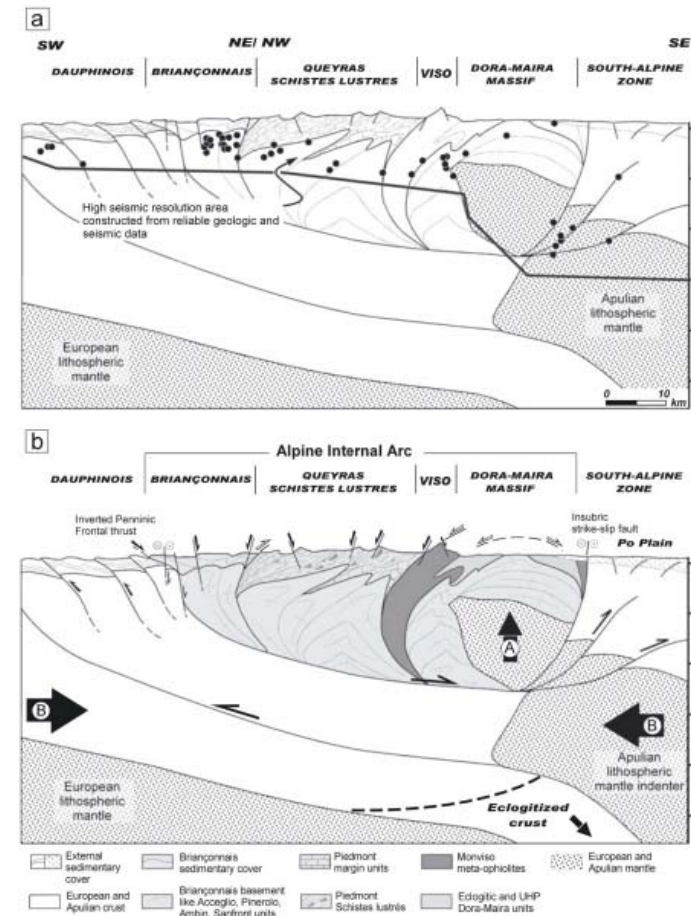 a
SW NE/ NW SE
DAUPHINOIS BRIANÇONNAIS QUEYRAS SCHISTES LUSTRES VISO DORA-MAIRA MASSIF SOUTH-ALPINE ZONE
High seismic resolution area
constructed from reliable geologic and
seismic data
European
lithospheric
mantle
Apulian
lithospheric
mantle
0 10
km
b
Alpine Internal Arc
DAUPHINOIS BRIANÇONNAIS QUEYRAS SCHISTES LUSTRES VISO DORA-MAIRA MASSIF SOUTH-ALPINE ZONE
Inverted Penninic
Frontal thrust
Insubric
strike-slip fault
Po Plain
A
B
B
European
lithospheric
mantle
Apulian
lithospheric
mantle indenter
Eclogitized
crust
External
sedimentary
cover
Briançonnais
sedimentary cover
Piedmont
margin units
Monviso
meta-ophiolites
European and
Apulian mantle
European and
Apulian crust
Briançonnais basement
like Acceglio, Pinerolo,
Ambin, Sanfront units
Piedmont
Schistes lustrés
Eclogitic and UHP
Dora-Maira units